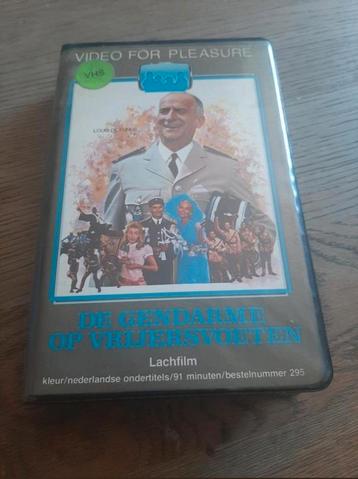 VIDEO FOR PLEASURE
VHS
LOUIS DE FUNES
DE GENDARME
OP VRIJERSVOETEN
Lachfilm
kleur/nederlandse ondertitels/91 minuten/bestelnummer 295